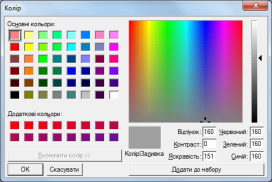 Колір
Основні кольори:
Додаткові кольори:
Визначити колір >>
OK
Скасувати
Колір|Заливка
Відтінок: 160
Контраст: 0
Яскравість: 151
Червоний: 160
Зелений: 160
Синій: 160
Додати до набору